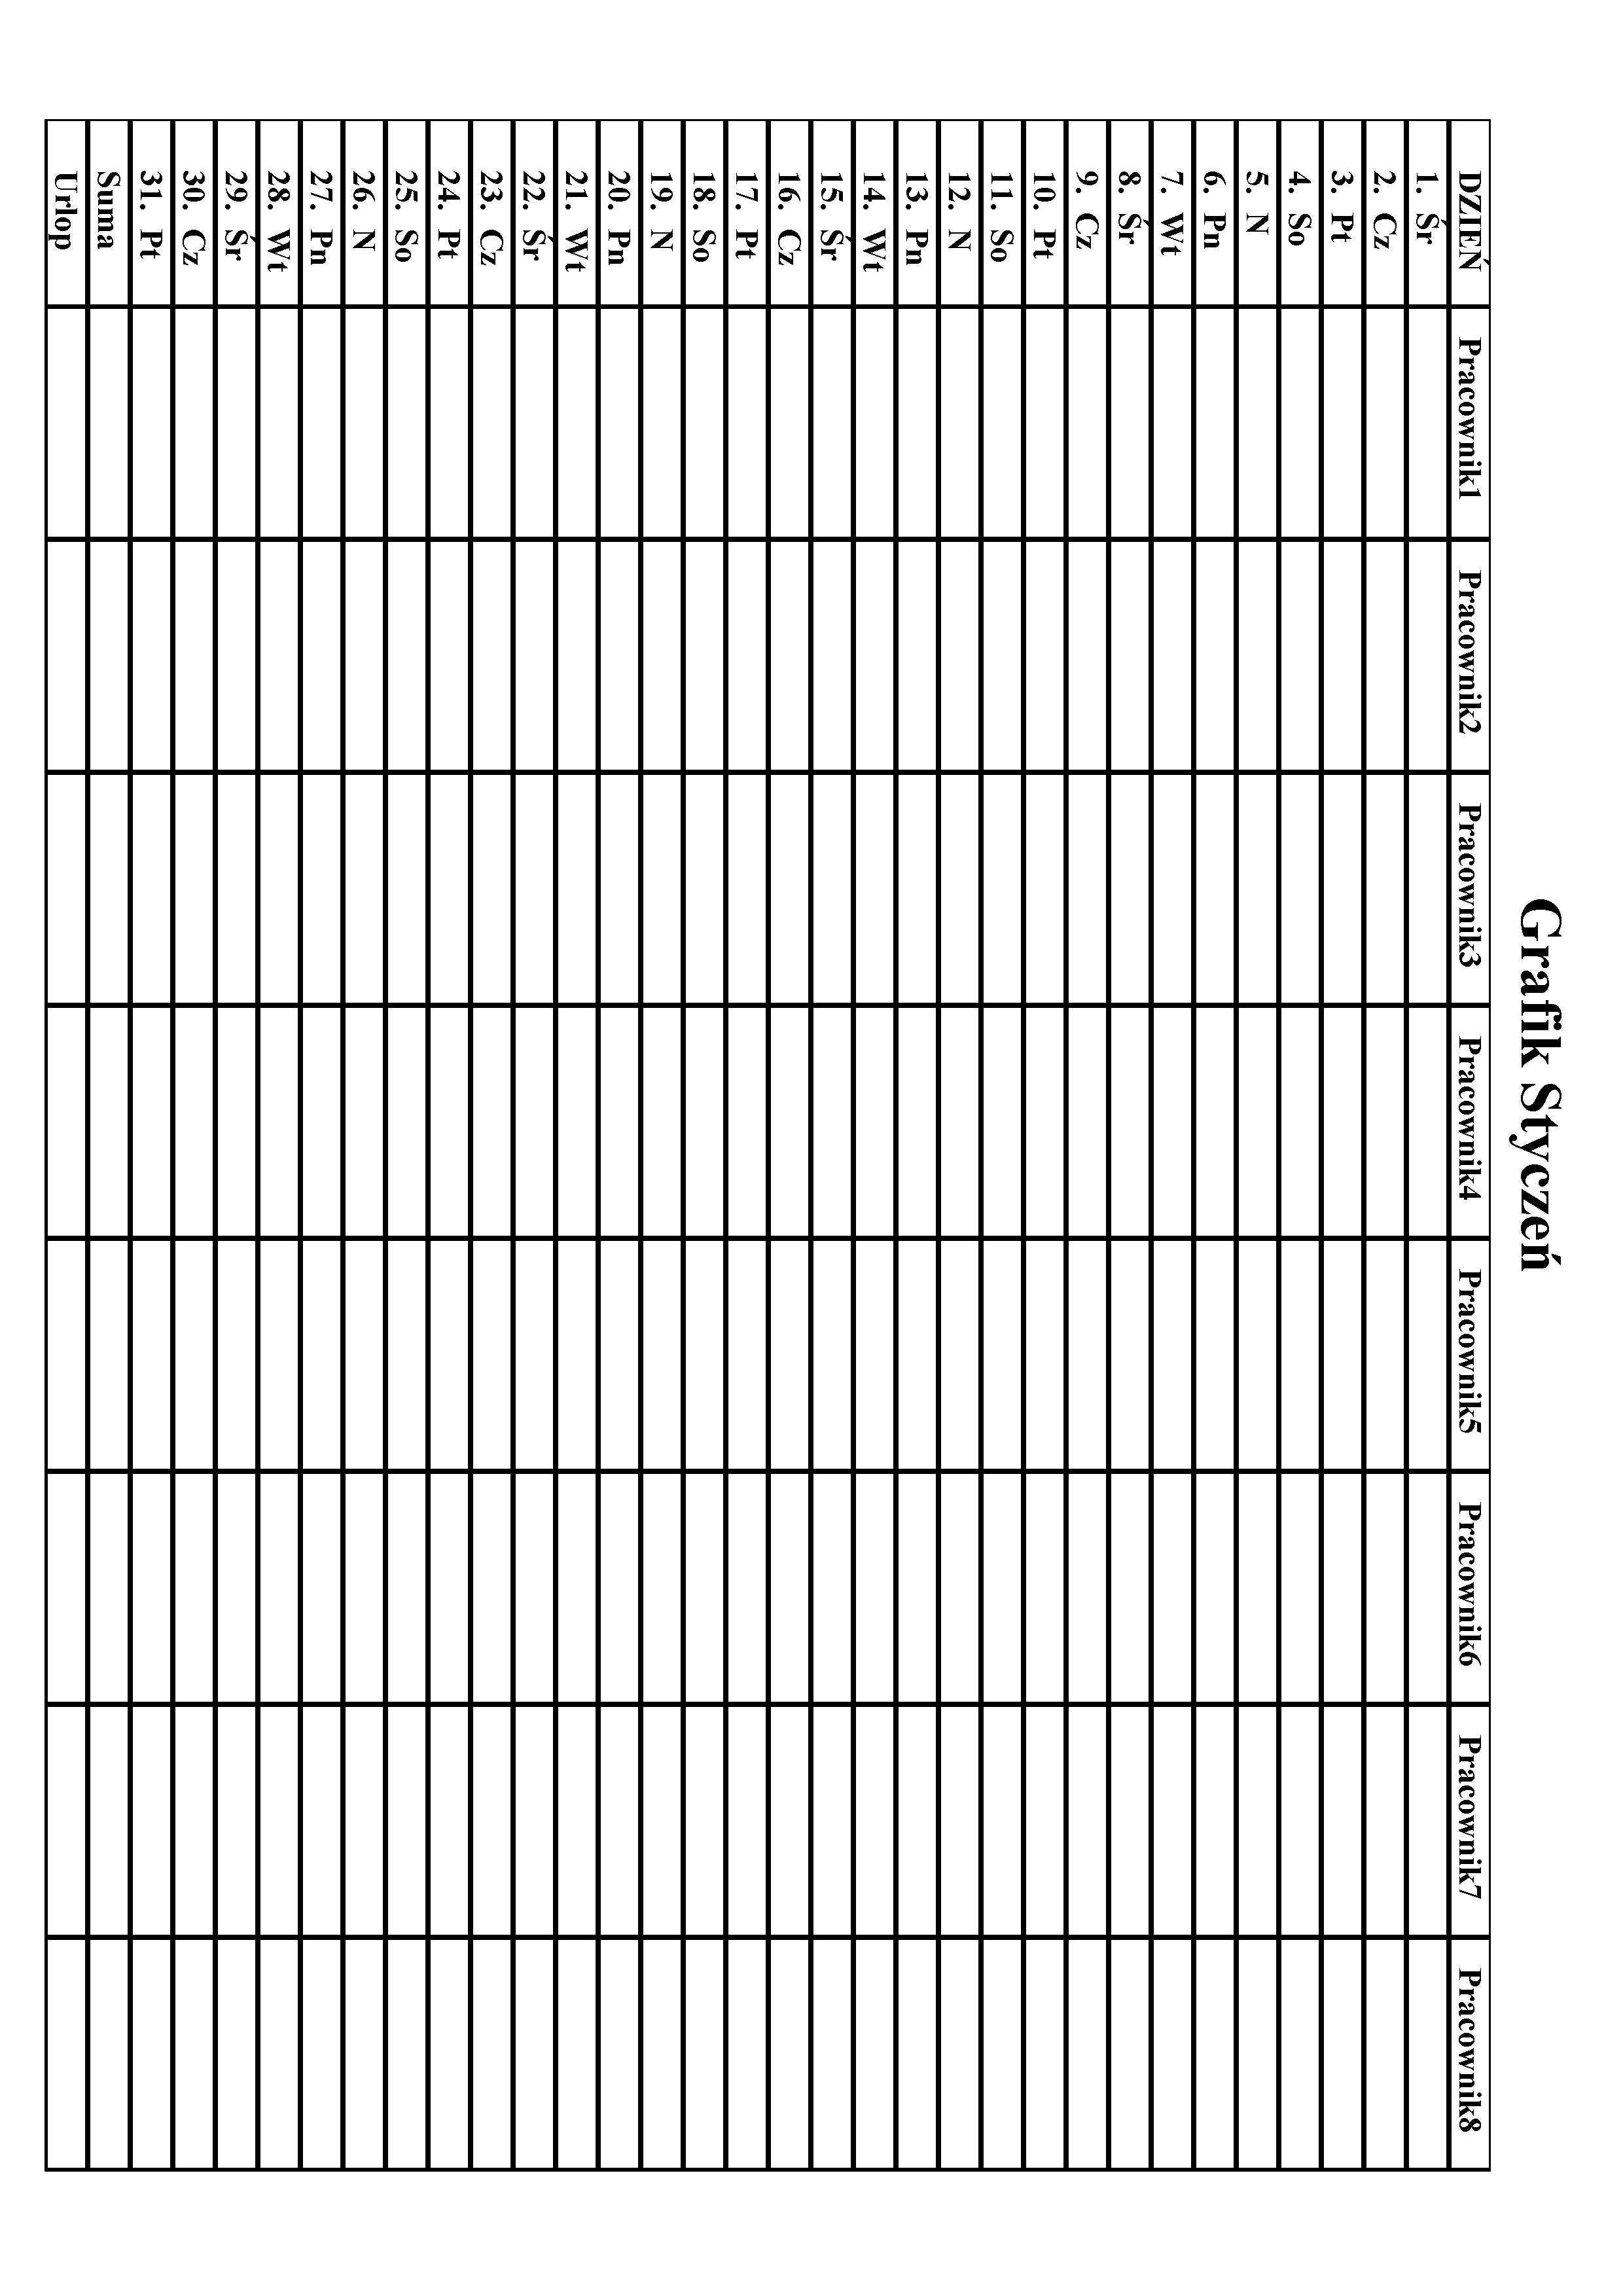 Grafik Styczeń
DZIEŃ Pracownik1 Pracownik2 Pracownik3 Pracownik4 Pracownik5 Pracownik6 Pracownik7 Pracownik8
1. Śr
2. Cz
3. Pt
4. So
5. N
6. Pn
7. Wt
8. Śr
9. Cz
10. Pt
11. So
12. N
13. Pn
14. Wt
15. Śr
16. Cz
17. Pt
18. So
19. N
20. Pn
21. Wt
22. Śr
23. Cz
24. Pt
25. So
26. N
27. Pn
28. Wt
29. Śr
30. Cz
31. Pt
Suma
Urlop